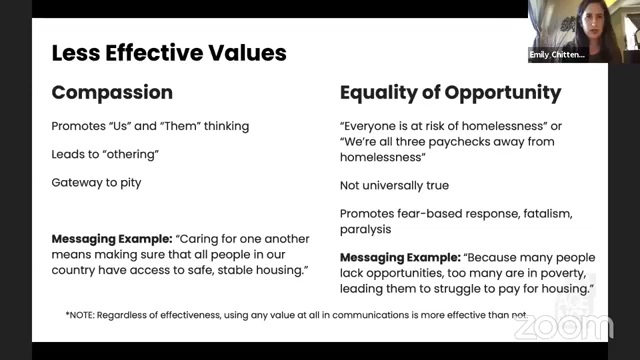 Less Effective Values
Compassion
Promotes “Us” and “Them” thinking
Leads to “othering”
Gateway to pity
Messaging Example: “Caring for one another
means making sure that all people in our
country have access to safe, stable housing.”
Equality of Opportunity
“Everyone is at risk of homelessness” or
“We’re all three paychecks away from
homelessness”
Not universally true
Promotes fear-based response, fatalism,
paralysis
Messaging Example: “Because many people
lack opportunities, too many are in poverty,
leading them to struggle to pay for housing.”
*NOTE: Regardless of effectiveness, using any value at all in communications is more effective than not.
Emily Chitten...
zoom